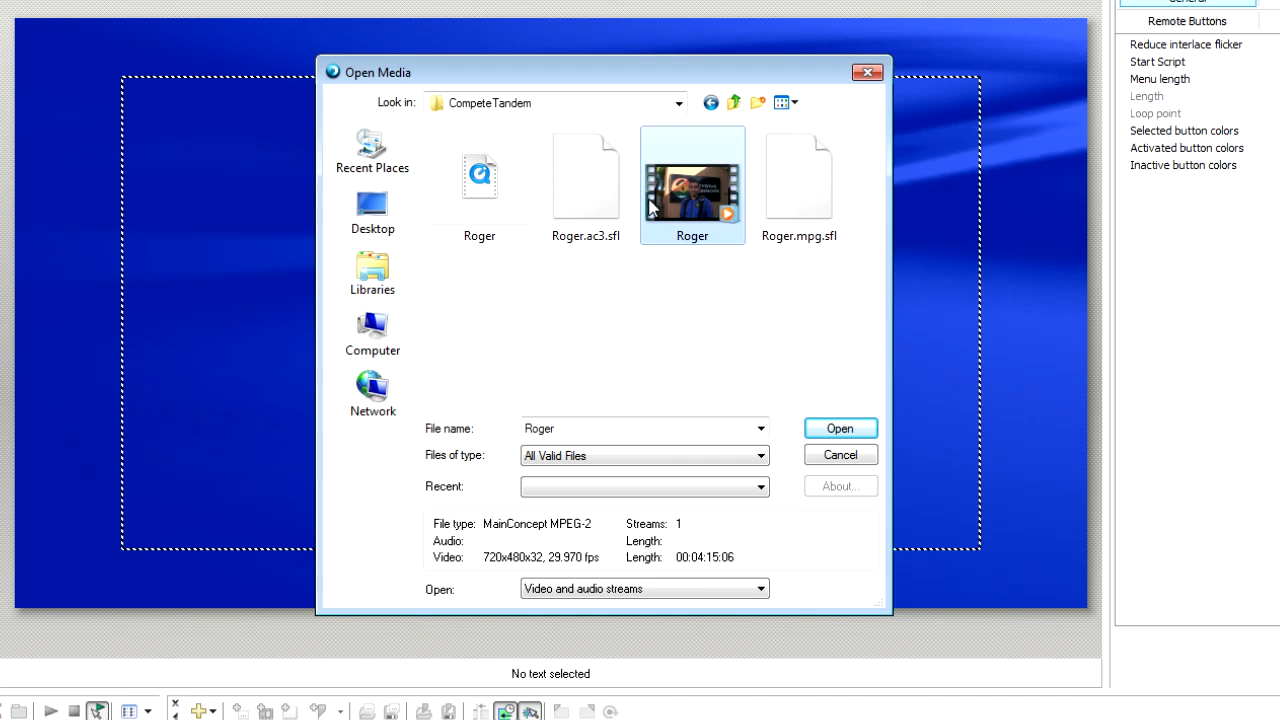 General
Remote Buttons
Reduce interlace flicker
Start Script
Menu length
Length
Loop point
Selected button colors
Activated button colors
Inactive button colors
Open Media
Look in:
CompeteTandem
Recent Places
Desktop
Libraries
Computer
Network
Roger
Roger.ac3.sfl
Roger
Roger.mpg.sfl
File name:
Roger
Open
Files of type:
All Valid Files
Cancel
Recent:
About...
File type: MainConcept MPEG-2 Streams: 1
Audio: Length:
Video: 720x480x32, 29.970 fps Length: 00:04:15:06
Open:
Video and audio streams
No text selected